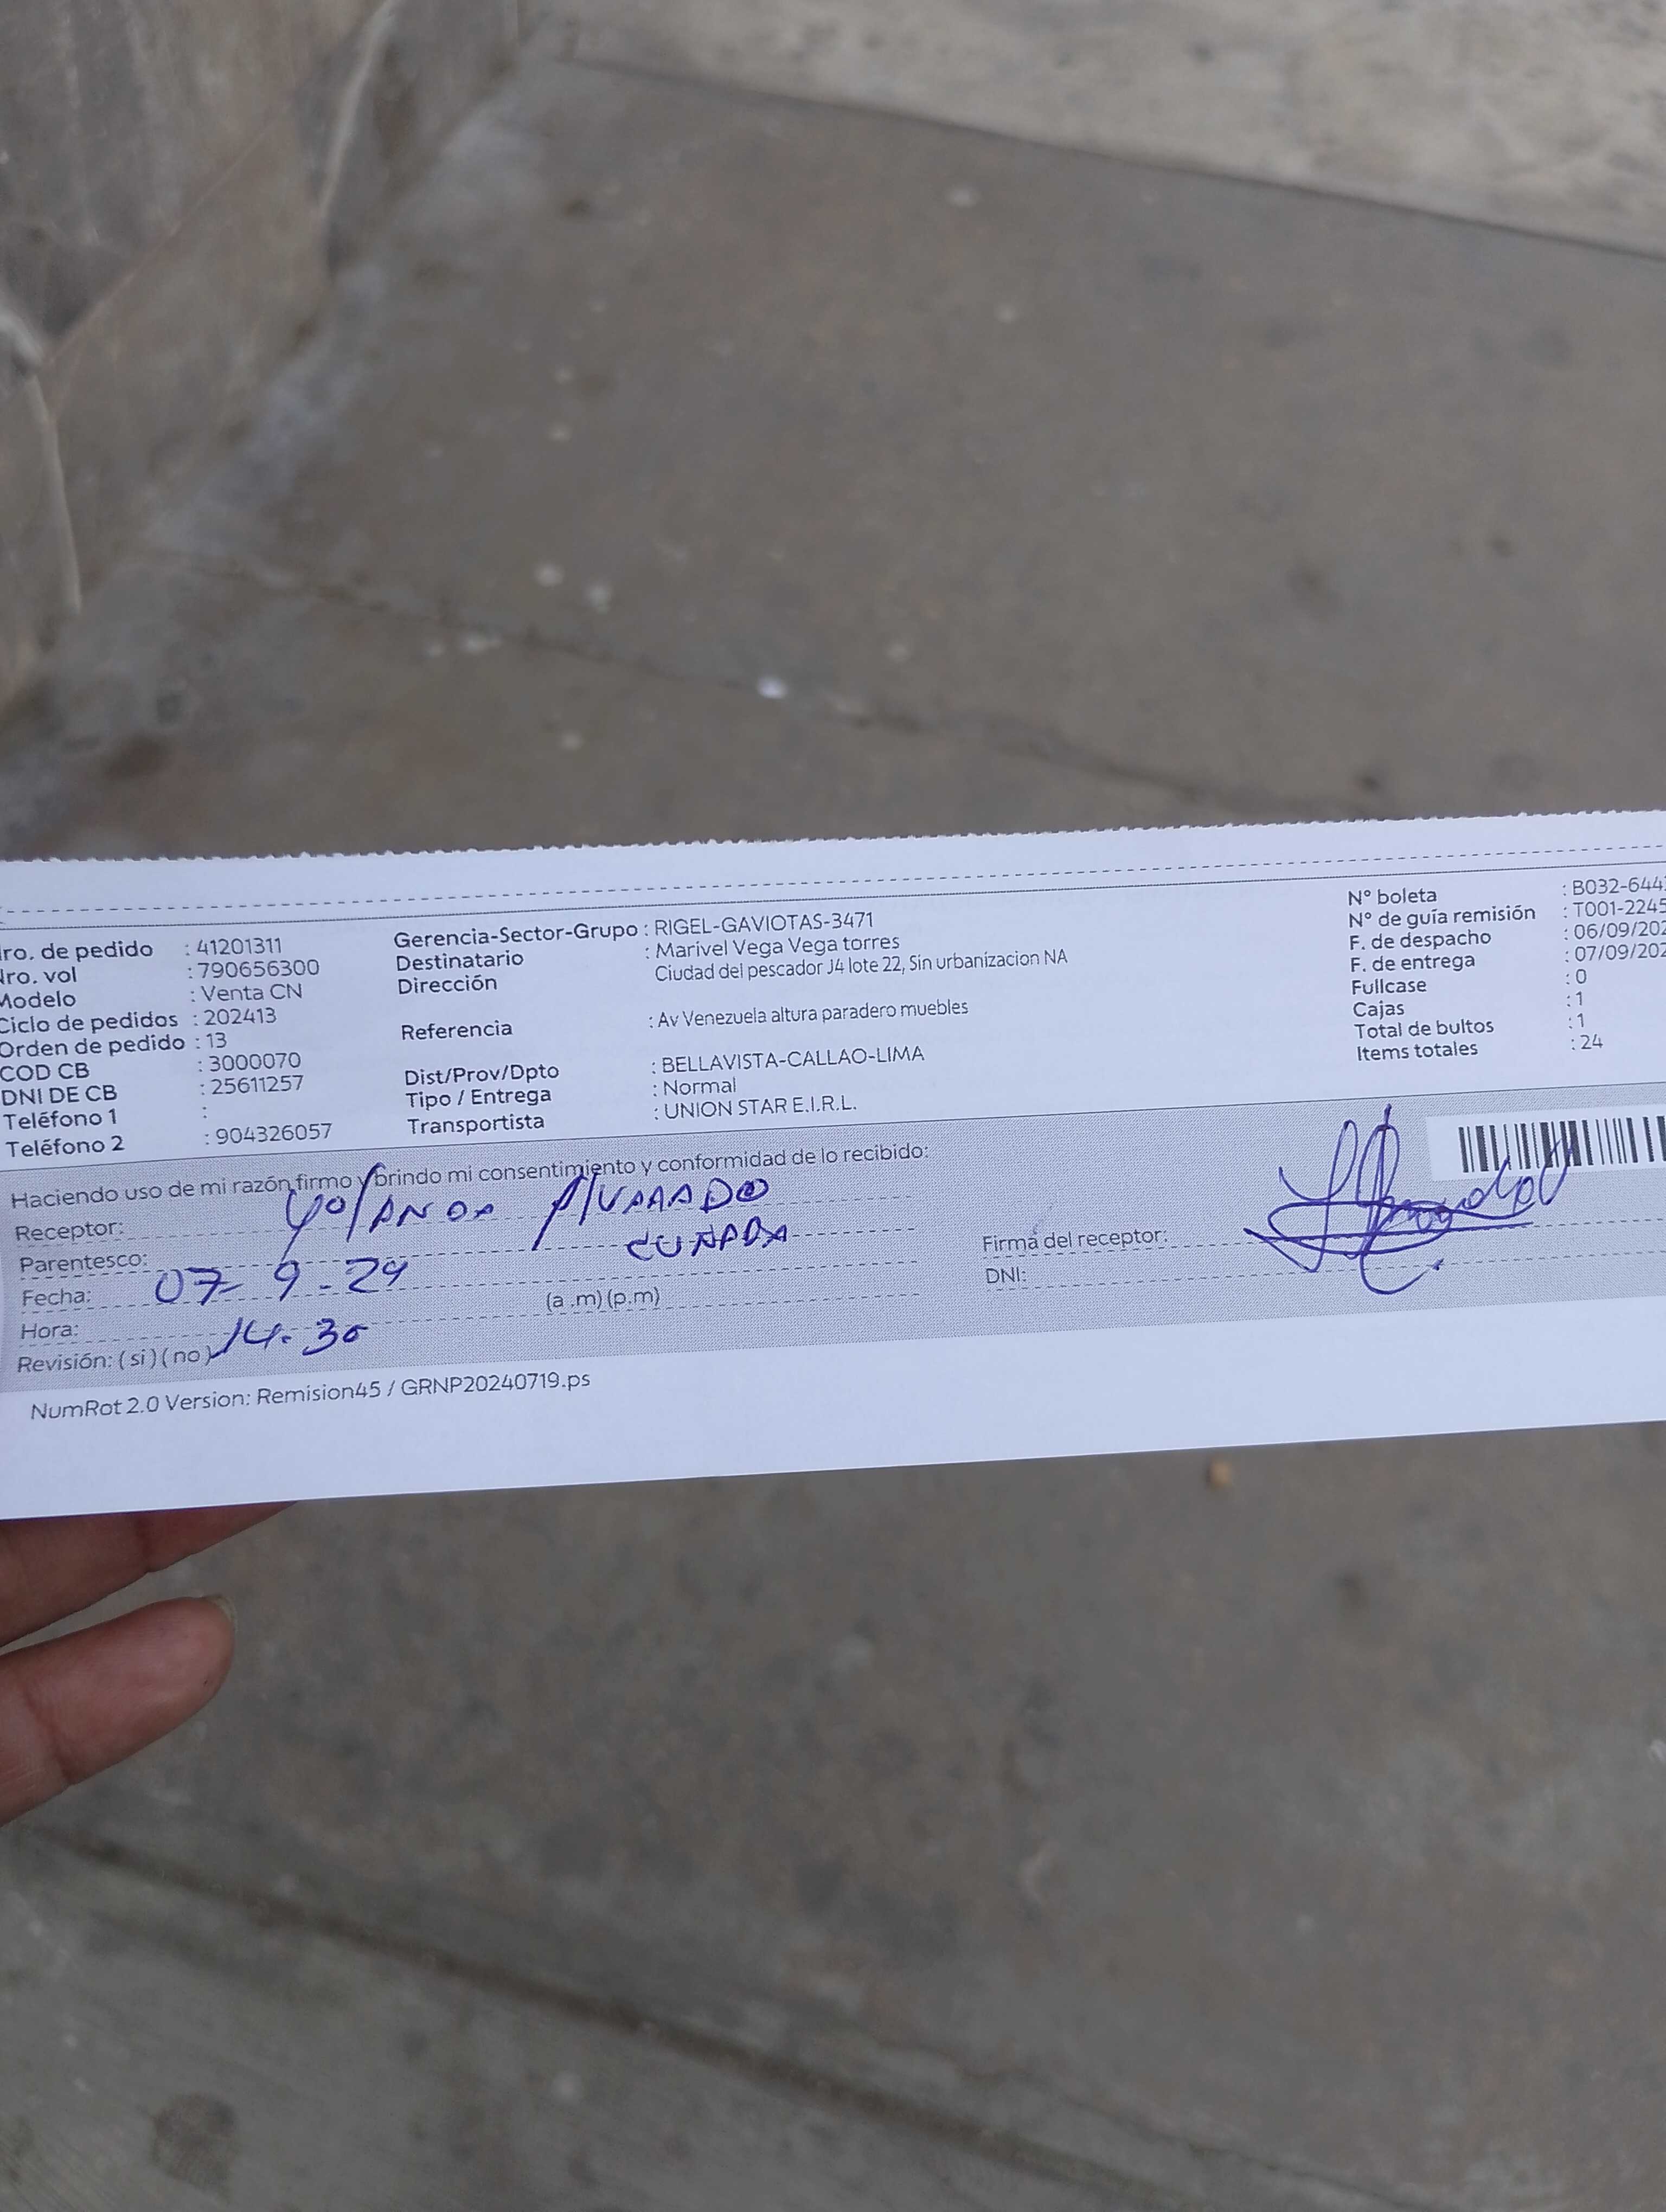 ro. de pedido : 41201311
Nro. vol : 790656300
Modelo : Venta CN
Ciclo de pedidos : 202413
Orden de pedido : 13
COD CB : 3000070
DNI DE CB : 25611257
Teléfono 1 :
Teléfono 2 : 904326057
Gerencia-Sector-Grupo : RIGEL-GAVIOTAS-3471
Destinatario : Marivel Vega Vega torres
Dirección Ciudad del pescador J4 lote 22, Sin urbanizacion NA
Referencia : Av Venezuela altura paradero muebles
Dist/Prov/Dpto : BELLAVISTA-CALLAO-LIMA
Tipo / Entrega : Normal
Transportista : UNION STAR E.I.R.L.
N° boleta : B032-644
N° de guía remisión : T001-2245
F. de despacho : 06/09/202
F. de entrega : 07/09/202
Fullcase : 0
Cajas : 1
Total de bultos : 1
Items totales : 24
Haciendo uso de mi razón firmo y brindo mi consentimiento y conformidad de lo recibido:
Receptor: YOLANDA ALVARADO
Parentesco: CUÑADA
Fecha: 07-9-24
Hora: 14.30 (a .m) (p.m)
Revisión: ( si ) ( no )
Firma del receptor:
DNI:
NumRot 2.0 Version: Remision45 / GRNP20240719.ps